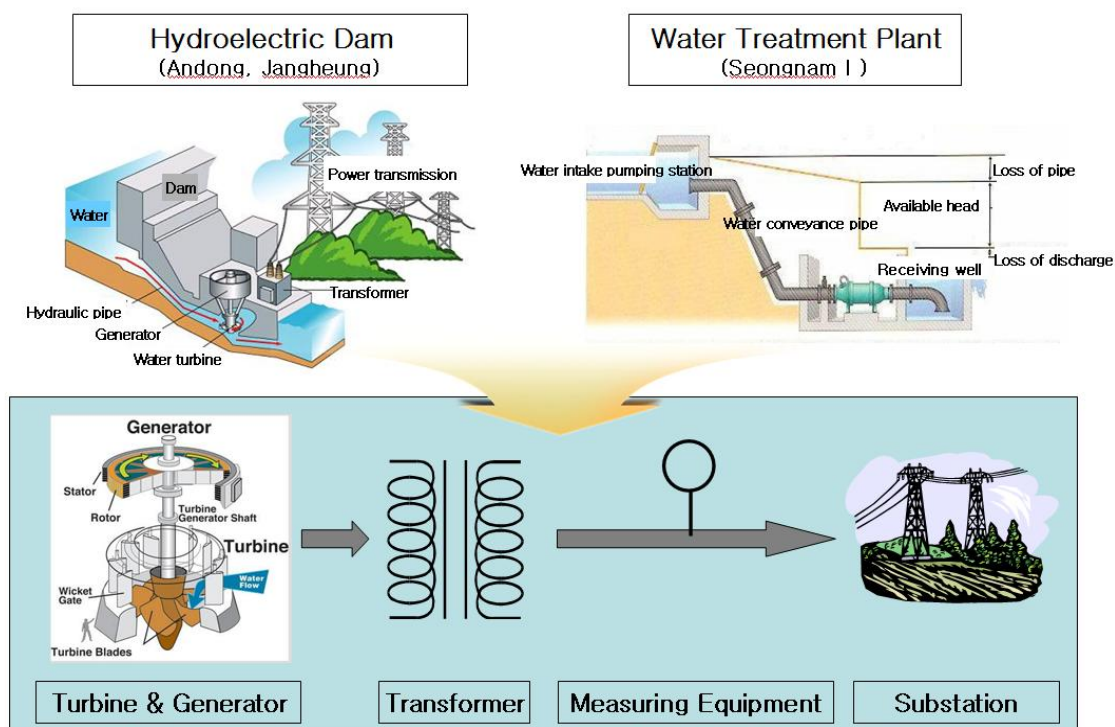 Hydroelectric Dam
(Andong, Jangheung)
Water Treatment Plant
(Seongnam I )
Power transmission
Dam
Water
Transformer
Hydraulic pipe
Generator
Water turbine
Water intake pumping station
Loss of pipe
Available head
Water conveyance pipe
Loss of discharge
Receiving well
Generator
Stator
Rotor
Turbine
Generator Shaft
Turbine
Water
Flow
Wicket
Gate
Turbine Blades
Turbine & Generator
Transformer
Measuring Equipment
Substation